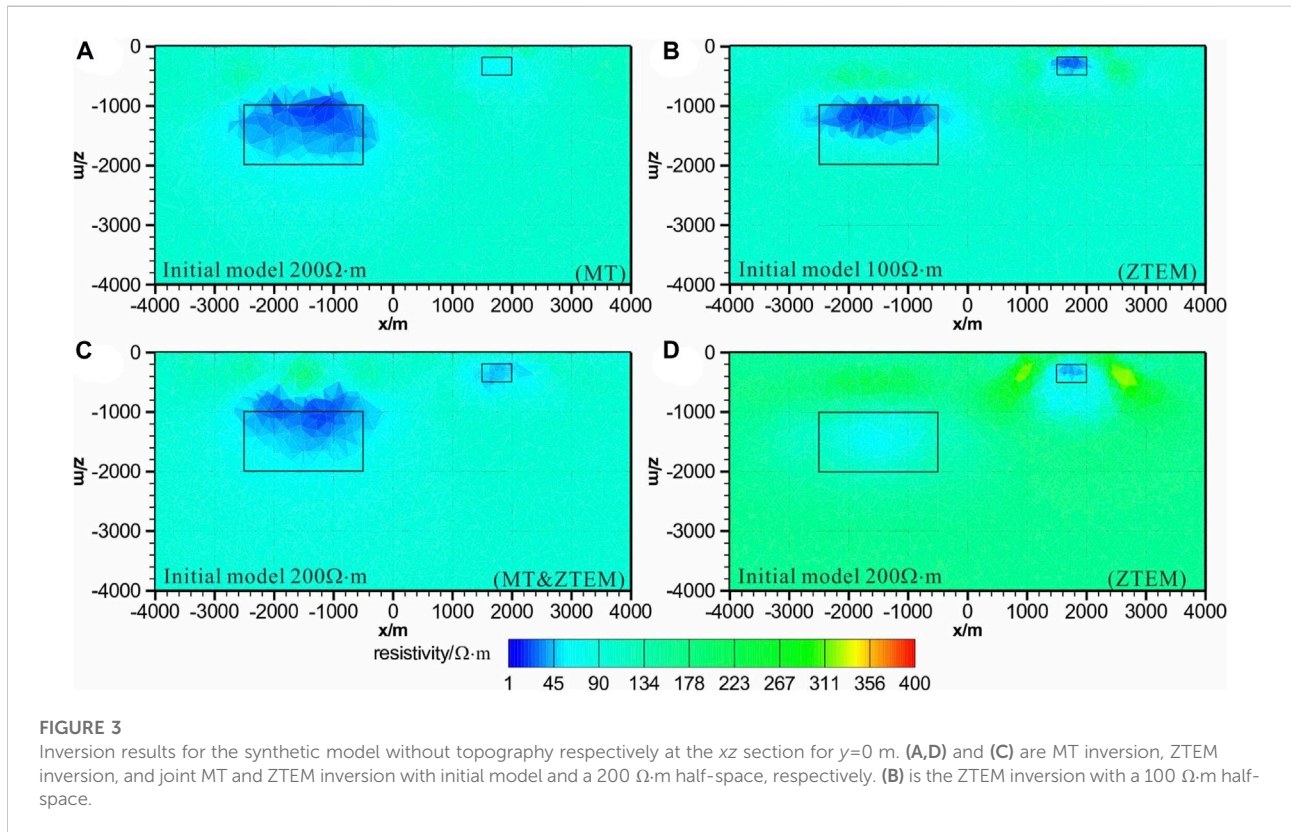 A
0
-1000
-2000
-3000
-4000
z/m
Initial model 200Ω·m
(MT)
-4000 -3000 -2000 -1000 0 1000 2000 3000 4000
x/m
B
0
-1000
-2000
-3000
-4000
z/m
Initial model 100Ω·m
(ZTEM)
-4000 -3000 -2000 -1000 0 1000 2000 3000 4000
x/m
C
0
-1000
-2000
-3000
-4000
z/m
Initial model 200Ω·m
(MT&ZTEM)
-4000 -3000 -2000 -1000 0 1000 2000 3000 4000
x/m
D
0
-1000
-2000
-3000
-4000
z/m
Initial model 200Ω·m
(ZTEM)
-4000 -3000 -2000 -1000 0 1000 2000 3000 4000
x/m
resistivity/Ω·m
1 45 90 134 178 223 267 311 356 400
FIGURE 3
Inversion results for the synthetic model without topography respectively at the xz section for y=0 m. (A,D) and (C) are MT inversion, ZTEM
inversion, and joint MT and ZTEM inversion with initial model and a 200 Ω·m half-space, respectively. (B) is the ZTEM inversion with a 100 Ω·m half-
space.